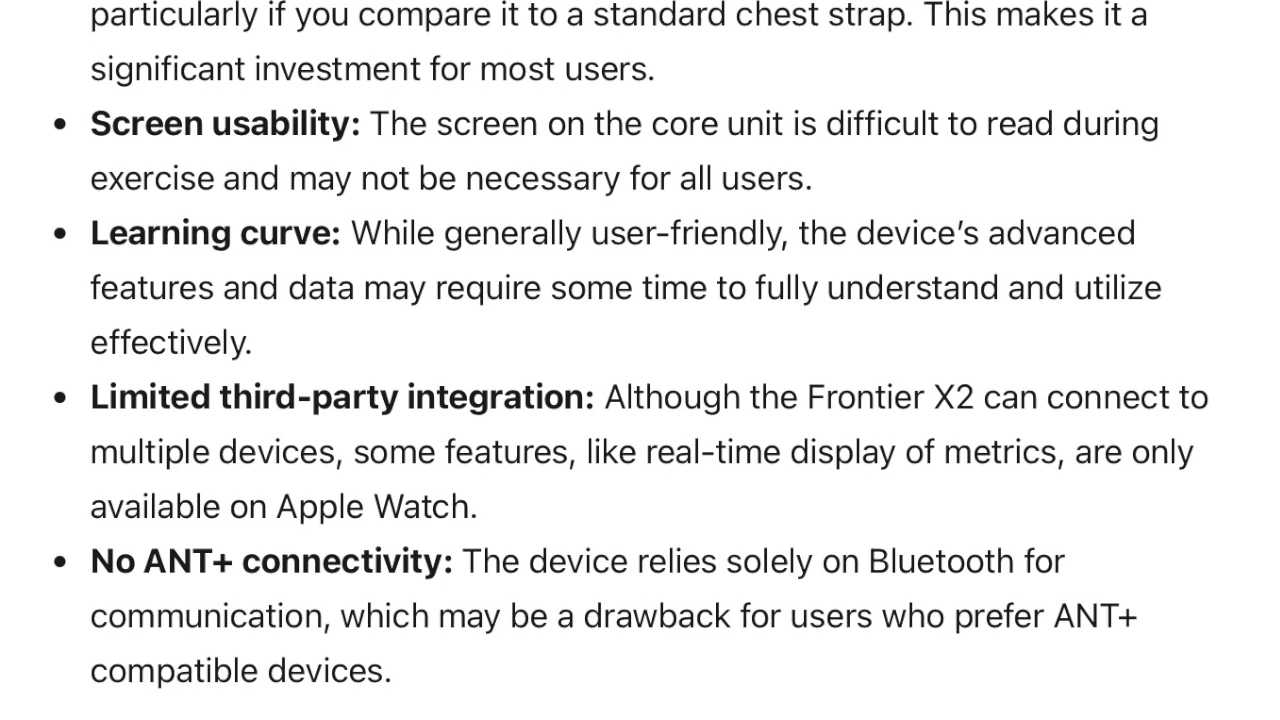 particularly if you compare it to a standard chest strap. This makes it a
significant investment for most users.
• Screen usability: The screen on the core unit is difficult to read during
exercise and may not be necessary for all users.
• Learning curve: While generally user-friendly, the device’s advanced
features and data may require some time to fully understand and utilize
effectively.
• Limited third-party integration: Although the Frontier X2 can connect to
multiple devices, some features, like real-time display of metrics, are only
available on Apple Watch.
• No ANT+ connectivity: The device relies solely on Bluetooth for
communication, which may be a drawback for users who prefer ANT+
compatible devices.